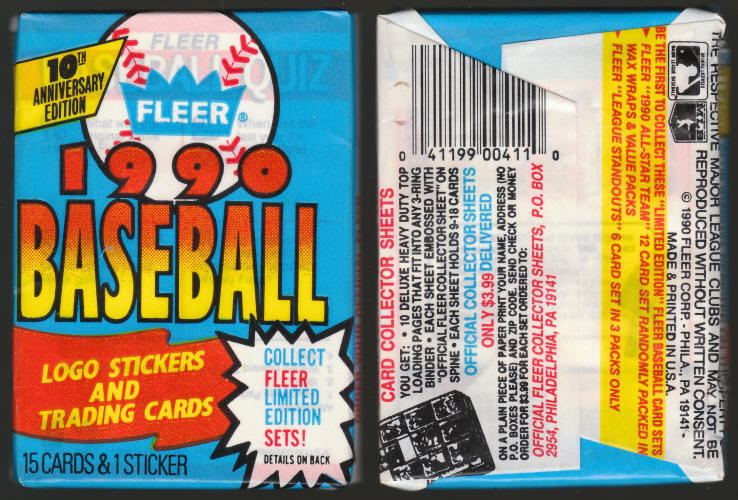 FLEER
10TH
ANNIVERSARY
EDITION
FLEER®
1990
BASEBALL
LOGO STICKERS
AND
TRADING CARDS
COLLECT
FLEER
LIMITED
EDITION
SETS!
DETAILS ON BACK
15 CARDS & 1 STICKER
0 41199 00411 0
CARD COLLECTOR SHEETS
YOU GET: • 10 DELUXE HEAVY DUTY TOP
LOADING PAGES THAT FIT INTO ANY 3-RING
BINDER • EACH SHEET EMBOSSED WITH
"OFFICIAL FLEER COLLECTOR SHEET" ON
SPINE • EACH SHEET HOLDS 9-18 CARDS
OFFICIAL COLLECTOR SHEETS
ONLY $3.99 DELIVERED
ON A PLAIN PIECE OF PAPER PRINT YOUR NAME, ADDRESS (NO
P.O. BOXES PLEASE) AND ZIP CODE. SEND CHECK OR MONEY
ORDER FOR $3.99 FOR EACH SET ORDERED TO:
OFFICIAL FLEER COLLECTOR SHEETS, P.O. BOX
2954, PHILADELPHIA, PA 19141
BE THE FIRST TO COLLECT THESE "LIMITED EDITION" FLEER BASEBALL CARD SETS
FLEER "1990 ALL-STAR TEAM" 12 CARD SET RANDOMLY PACKED IN
WAX WRAPS & VALUE PACKS
FLEER "LEAGUE STANDOUTS" 6 CARD SET IN 3 PACKS ONLY
THE RESPECTIVE MAJOR LEAGUE CLUBS AND MAY NOT BE
REPRODUCED WITHOUT WRITTEN CONSENT.
© 1990 FLEER CORP. • PHILA., PA 19141 •
MADE & PRINTED IN U.S.A.